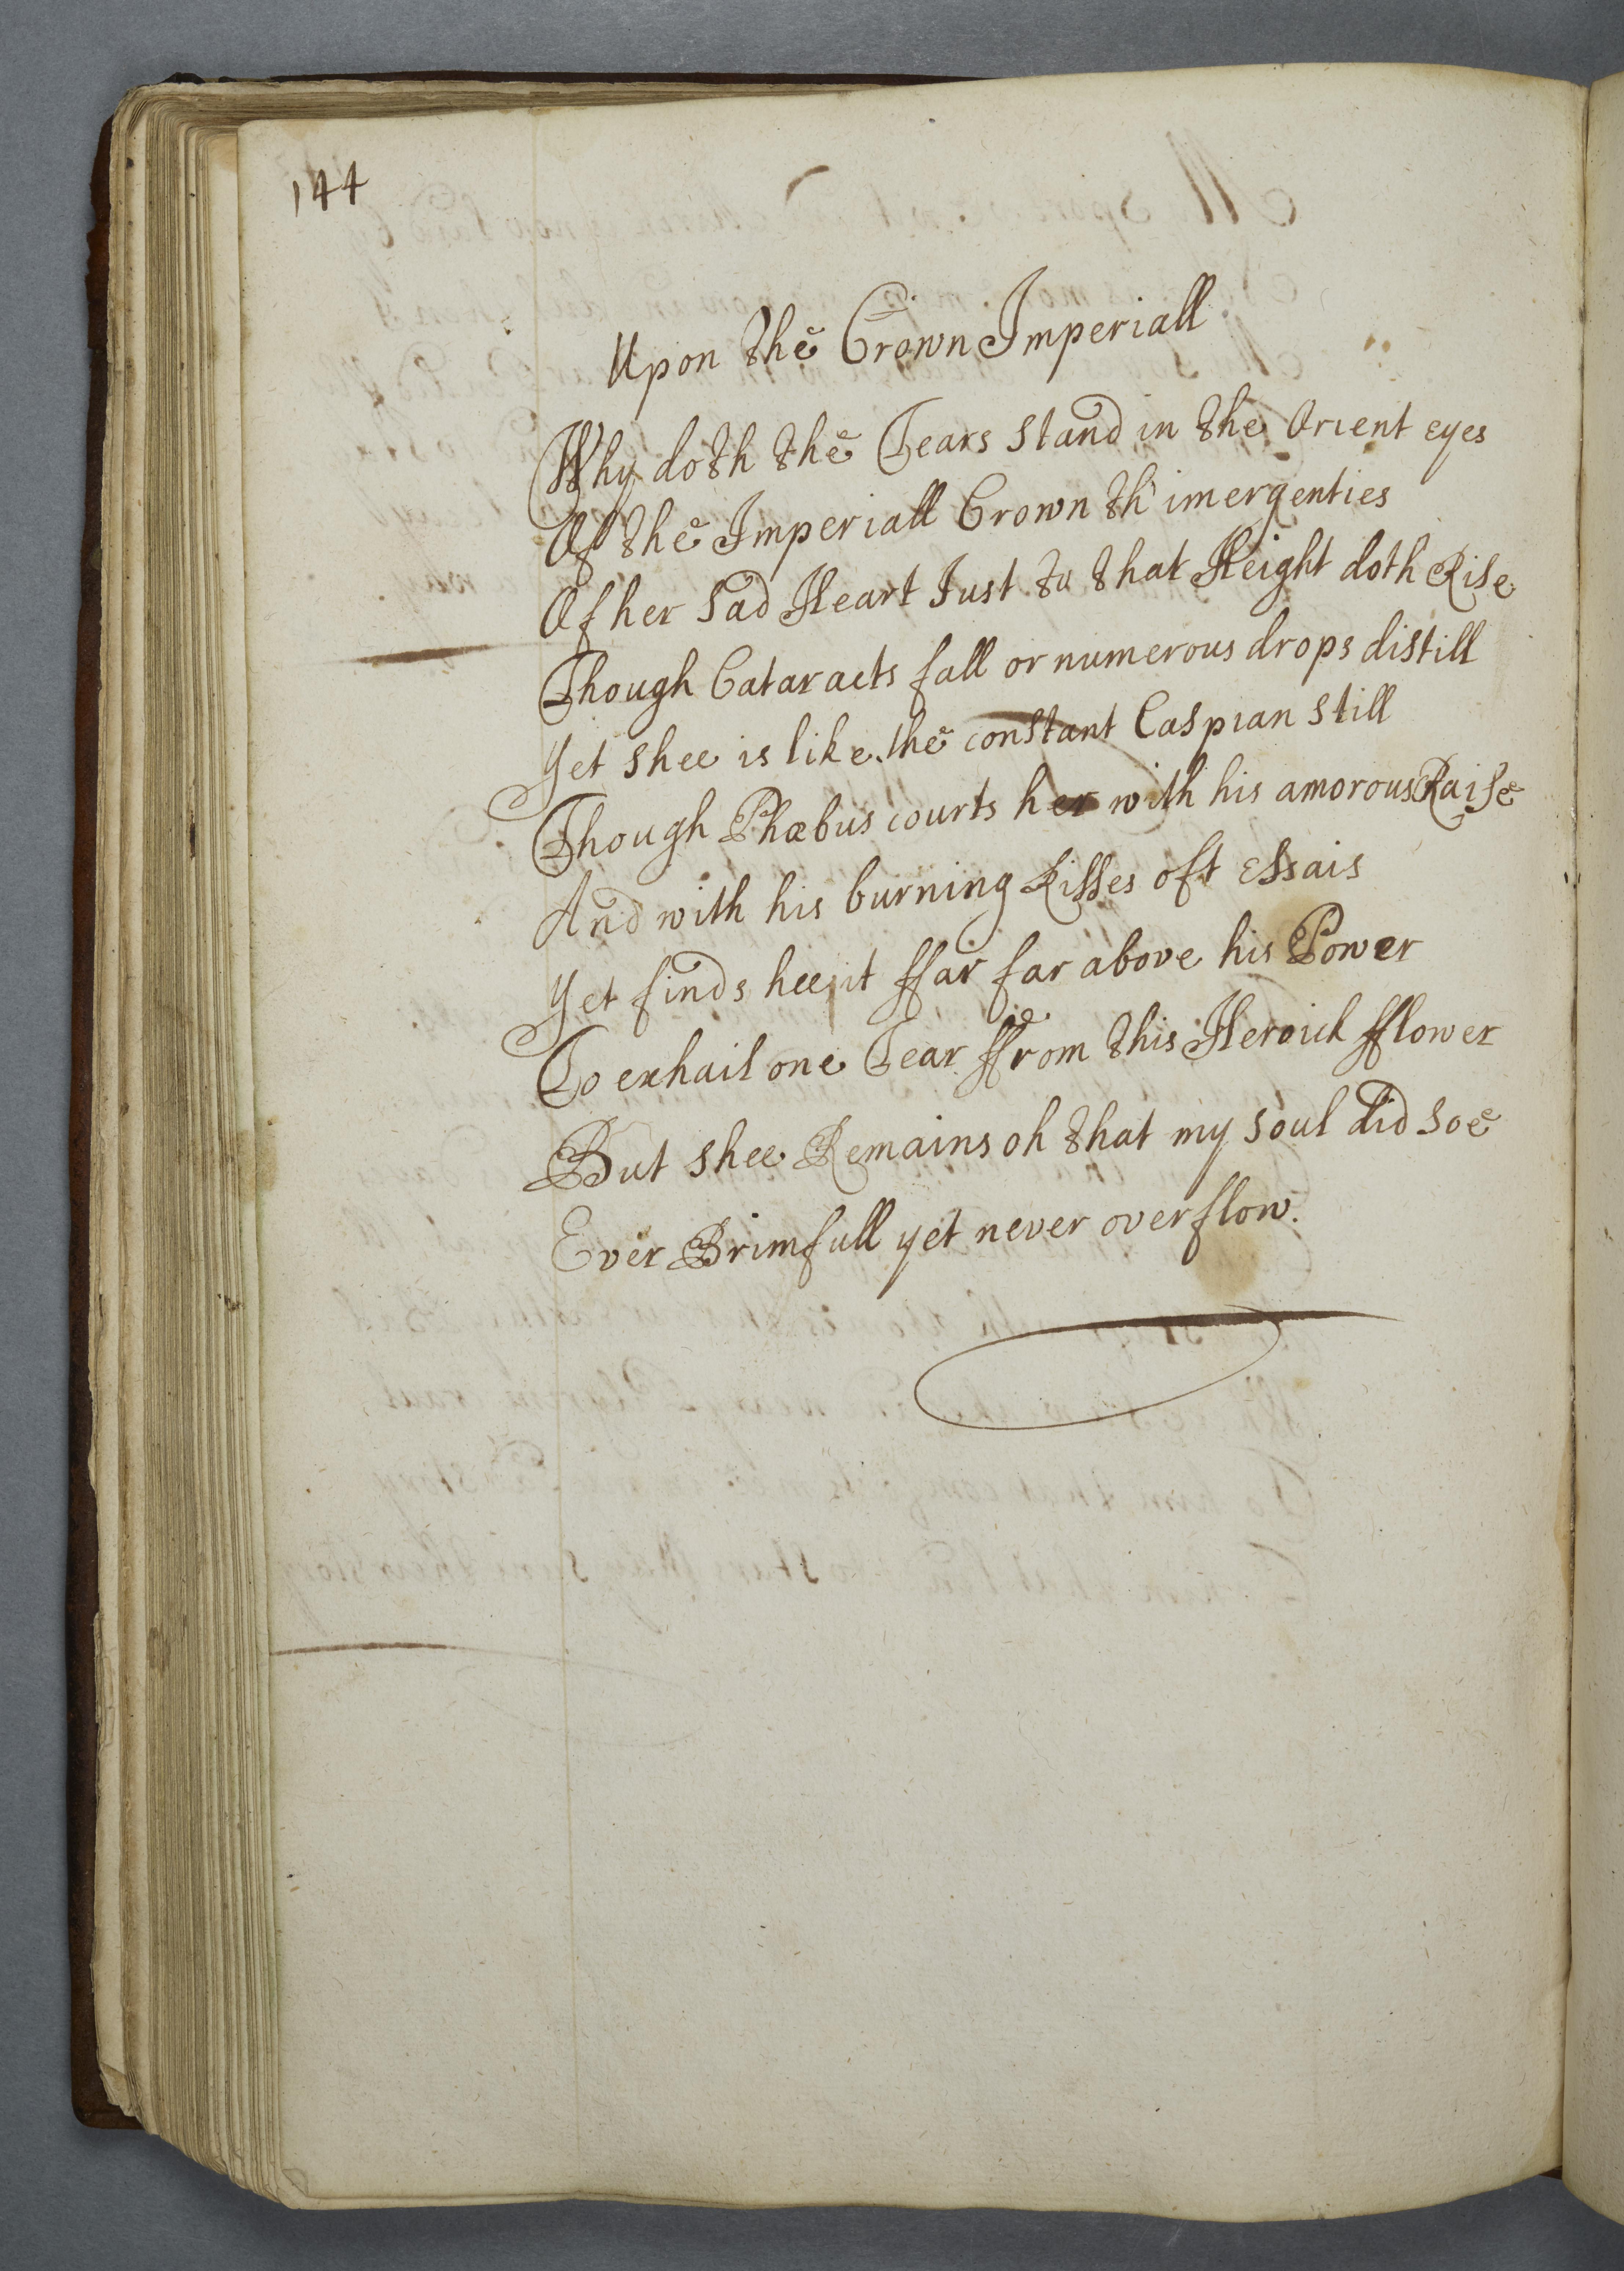 144
Upon the Crown Imperiall
Why doth the Tears stand in the Orient eyes
Of the Imperiall Crown th' imergenties
Of her sad Heart Just to that Height doth Rise
Though Cataracts fall or numerous drops distill
Yet shee is like the constant Caspian still
Though Phœbus courts her with his amorous Raise
And with his burning Kisses oft essais
Yet finds hee it ffar far above his Power
To exhail one Tear ffrom this Heroick fflower
But shee Remains oh that my soul did soe
Ever Brimfull yet never overflow.